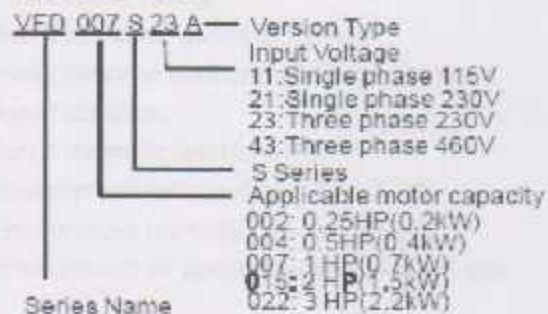 VFD 007 S 23 A Version Type
Input Voltage
11:Single phase 115V
21:Single phase 230V
23:Three phase 230V
43:Three phase 460V
S Series
Applicable motor capacity
002: 0.25HP(0.2kW)
004: 0.5HP(0.4kW)
007: 1 HP(0.7kW)
015: 2 HP(1.5kW)
022: 3 HP(2.2kW)
Series Name